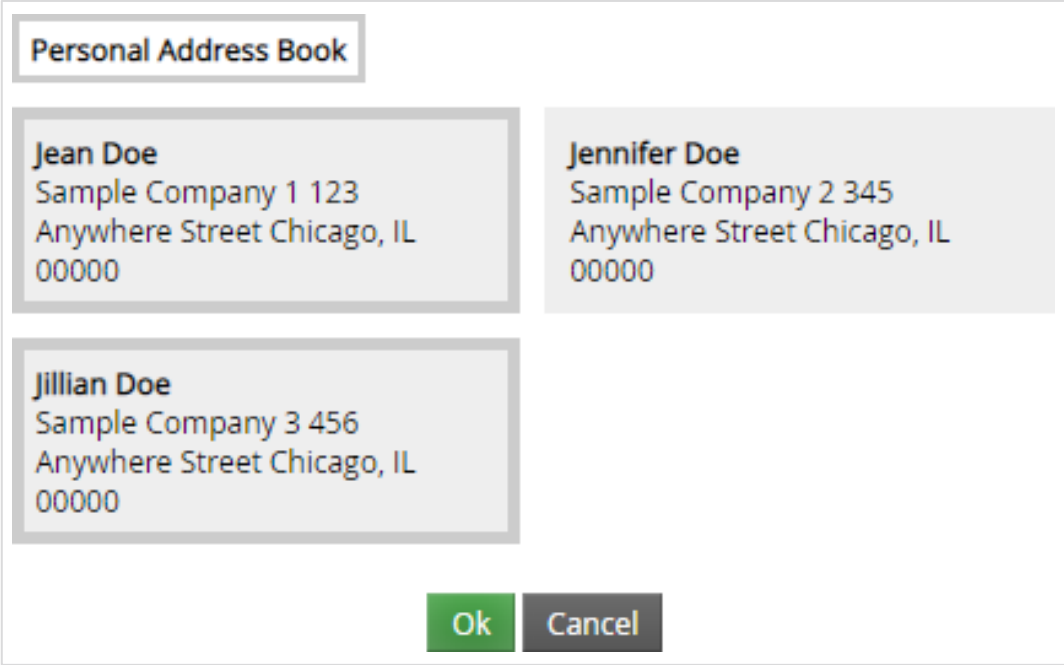 Personal Address Book
Jean Doe
Sample Company 1 123
Anywhere Street Chicago, IL
00000
Jennifer Doe
Sample Company 2 345
Anywhere Street Chicago, IL
00000
Jillian Doe
Sample Company 3 456
Anywhere Street Chicago, IL
00000
Ok
Cancel